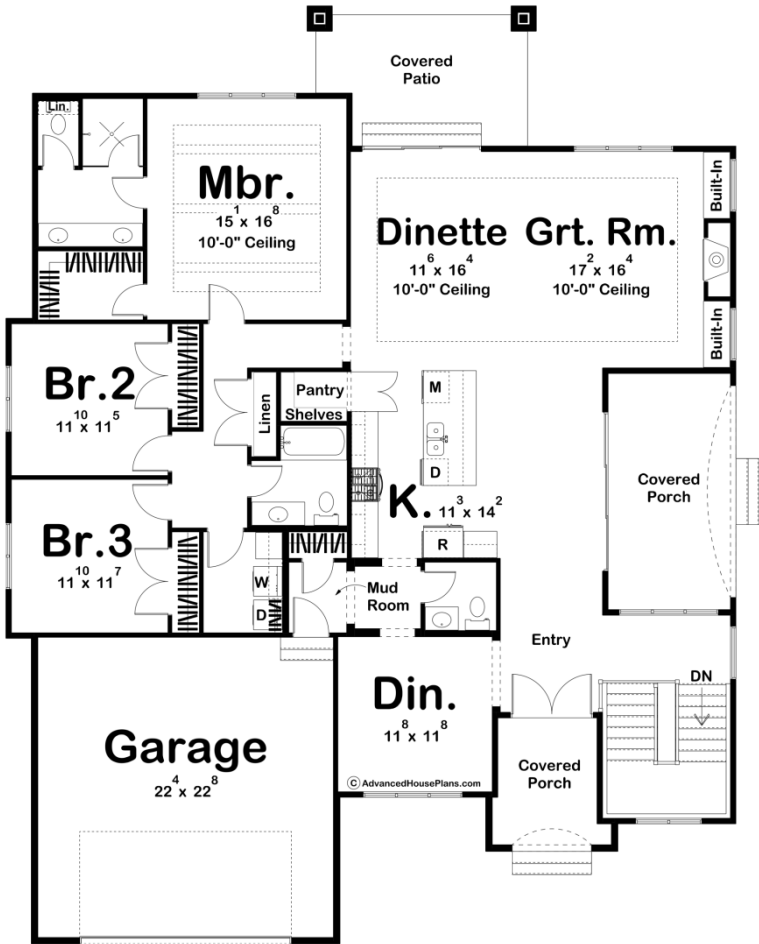 Covered
Patio
Lin.
Mbr.
15 1 x 16 8
10'-0" Ceiling
Dinette
11 6 x 16 4
10'-0" Ceiling
Grt. Rm.
17 2 x 16 4
10'-0" Ceiling
Built-In
Built-In
Br.2
11 10 x 11 5
Linen
Pantry
Shelves
M
D
K. 11 3 x 14 2
R
Covered
Porch
Br.3
11 10 x 11 7
W
D
Mud
Room
Entry
DN
Din.
11 8 x 11 8
© AdvancedHousePlans.com
Garage
22 4 x 22 8
Covered
Porch